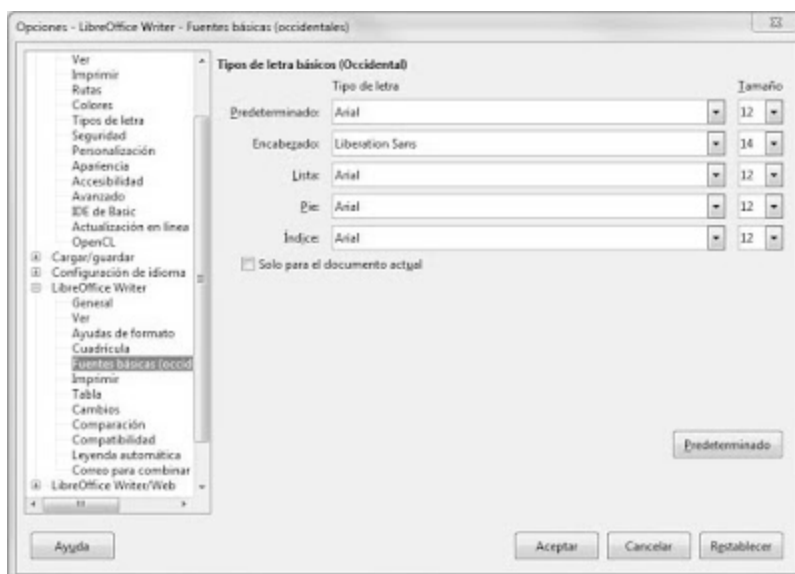 Opciones - LibreOffice Writer - Fuentes básicas (occidentales)
Ver
Imprimir
Rutas
Colores
Tipos de letra
Seguridad
Personalización
Apariencia
Accesibilidad
Avanzado
IDE de Basic
Actualización en línea
OpenCL
Cargar/guardar
Configuración de idioma
LibreOffice Writer
General
Ver
Ayudas de formato
Cuadrícula
Fuentes básicas (occid
Imprimir
Tabla
Cambios
Comparación
Compatibilidad
Leyenda automática
Correo para combinar
LibreOffice Writer/Web
Tipos de letra básicos (Occidental)
Tipo de letra Tamaño
Predeterminado: Arial 12
Encabezado: Liberation Sans 14
Lista: Arial 12
Pie: Arial 12
Índice: Arial 12
Solo para el documento actual
Predeterminado
Ayuda Aceptar Cancelar Restablecer